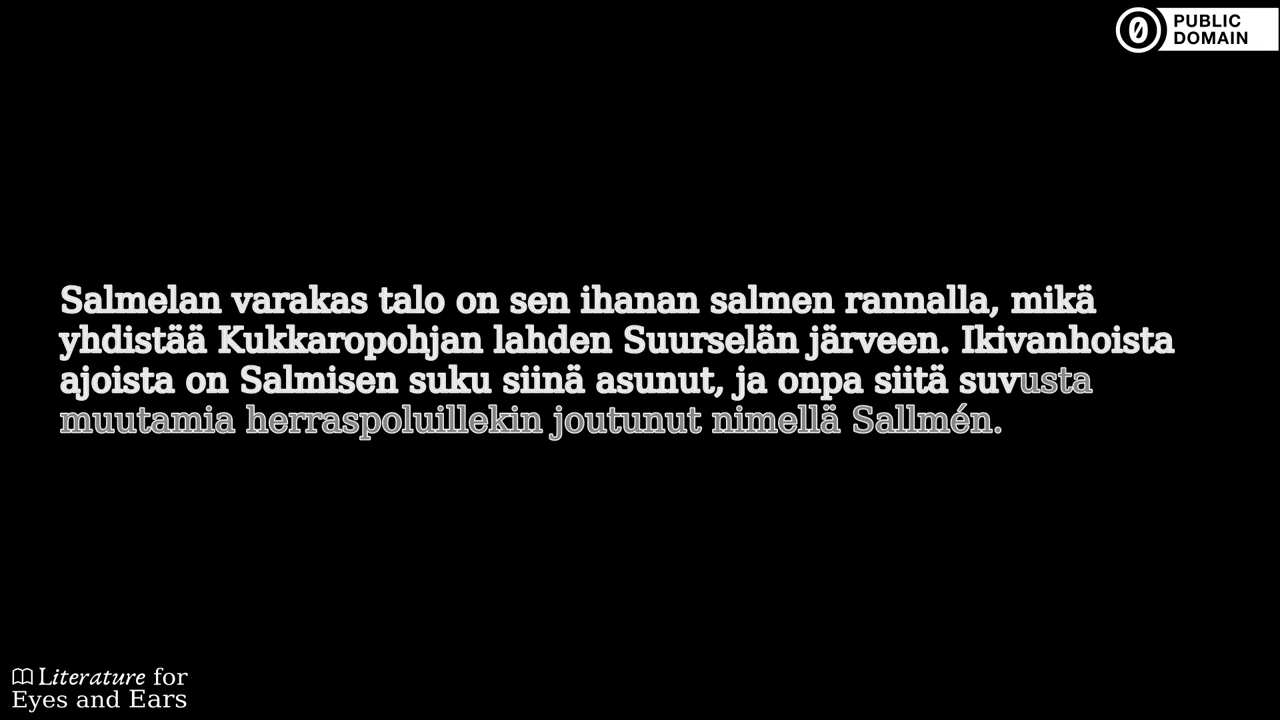 PUBLIC
DOMAIN
Salmelan varakas talo on sen ihanan salmen rannalla, mikä
yhdistää Kukkaropohjan lahden Suurselän järveen. Ikivanhoista
ajoista on Salmisen suku siinä asunut, ja onpa siitä suvusta
muutamia herraspoluillekin joutunut nimellä Sallmén.
Literature for
Eyes and Ears